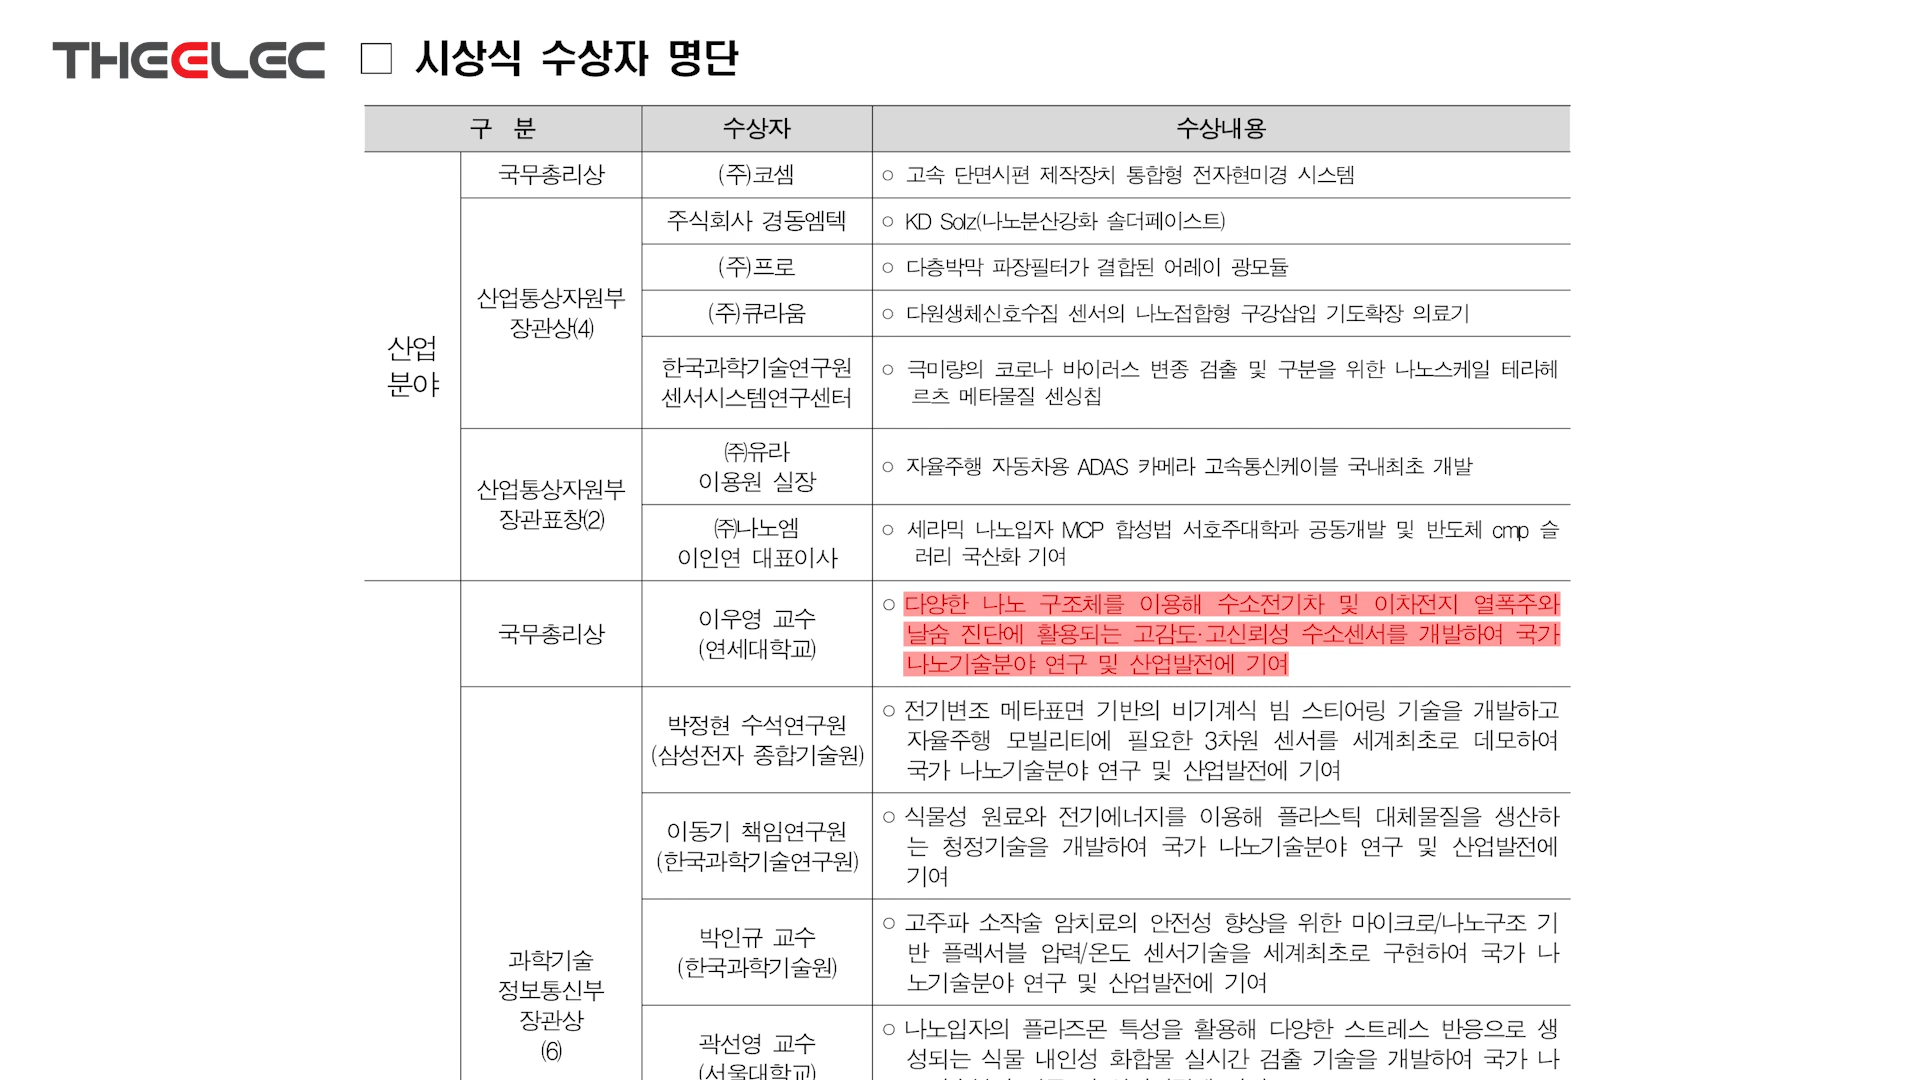 THEELEC
□ 시상식 수상자 명단
구 분 수상자 수상내용
산업
분야
국무총리상
(주)코셈
○ 고속 단면시편 제작장치 통합형 전자현미경 시스템
산업통상자원부
장관상(4)
주식회사 경동엠텍
○ KD Solz(나노분산강화 솔더페이스트)
(주)프로
○ 다층박막 파장필터가 결합된 어레이 광모듈
(주)큐라움
○ 다원생체신호수집 센서의 나노접합형 구강삽입 기도확장 의료기
한국과학기술연구원
센서시스템연구센터
○ 극미량의 코로나 바이러스 변종 검출 및 구분을 위한 나노스케일 테라헤
르츠 메타물질 센싱칩
산업통상자원부
장관표창(2)
㈜유라
이용원 실장
○ 자율주행 자동차용 ADAS 카메라 고속통신케이블 국내최초 개발
㈜나노엠
이인연 대표이사
○ 세라믹 나노입자 MCP 합성법 서호주대학과 공동개발 및 반도체 cmp 슬
러리 국산화 기여
국무총리상
이우영 교수
(연세대학교)
○ 다양한 나노 구조체를 이용해 수소전기차 및 이차전지 열폭주와
날숨 진단에 활용되는 고감도·고신뢰성 수소센서를 개발하여 국가
나노기술분야 연구 및 산업발전에 기여
과학기술
정보통신부
장관상
(6)
박정현 수석연구원
(삼성전자 종합기술원)
○ 전기변조 메타표면 기반의 비기계식 빔 스티어링 기술을 개발하고
자율주행 모빌리티에 필요한 3차원 센서를 세계최초로 데모하여
국가 나노기술분야 연구 및 산업발전에 기여
이동기 책임연구원
(한국과학기술연구원)
○ 식물성 원료와 전기에너지를 이용해 플라스틱 대체물질을 생산하
는 청정기술을 개발하여 국가 나노기술분야 연구 및 산업발전에
기여
박인규 교수
(한국과학기술원)
○ 고주파 소작술 암치료의 안전성 향상을 위한 마이크로/나노구조 기
반 플렉서블 압력/온도 센서기술을 세계최초로 구현하여 국가 나
노기술분야 연구 및 산업발전에 기여
곽선영 교수
(서울대학교)
○ 나노입자의 플라즈몬 특성을 활용해 다양한 스트레스 반응으로 생
성되는 식물 내인성 화합물 실시간 검출 기술을 개발하여 국가 나